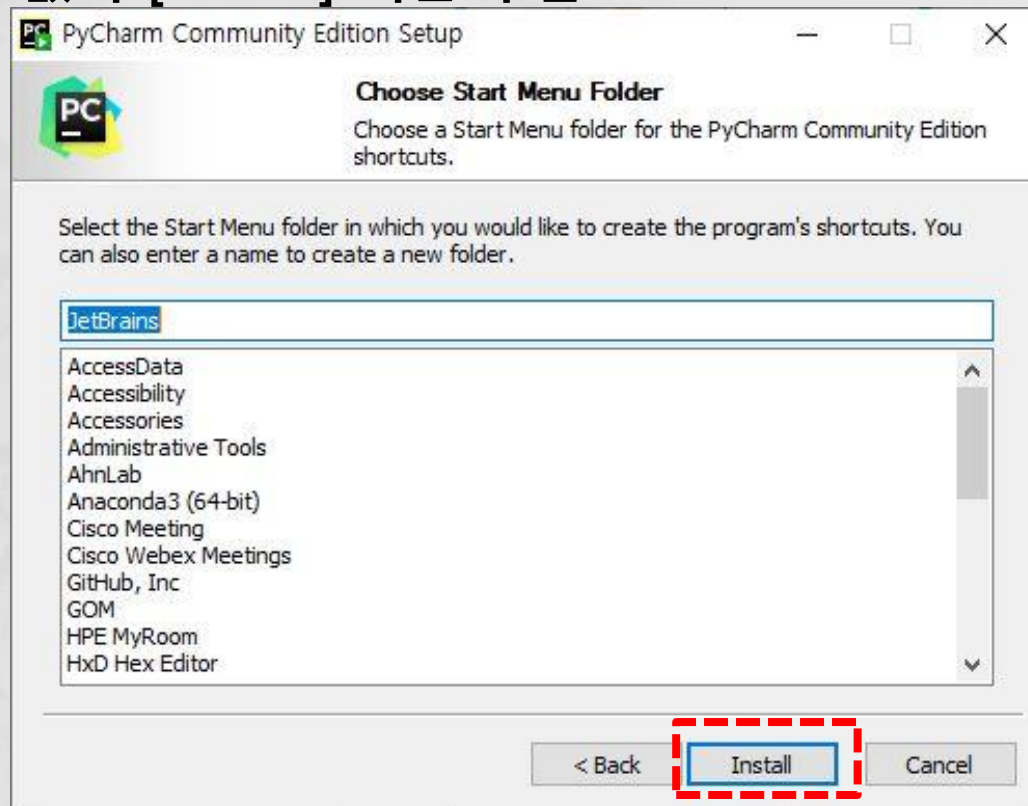 PyCharm Community Edition Setup
PC
Choose Start Menu Folder
Choose a Start Menu folder for the PyCharm Community Edition
shortcuts.
Select the Start Menu folder in which you would like to create the program's shortcuts. You
can also enter a name to create a new folder.
JetBrains
AccessData
Accessibility
Accessories
Administrative Tools
AhnLab
Anaconda3 (64-bit)
Cisco Meeting
Cisco Webex Meetings
GitHub, Inc
GOM
HPE MyRoom
HxD Hex Editor
< Back
Install
Cancel